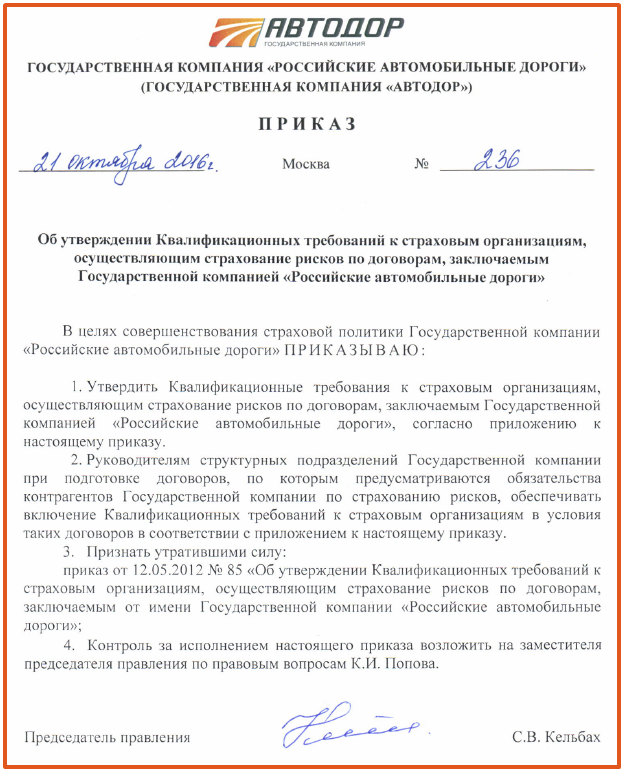 АВТОДОР
ГОСУДАРСТВЕННАЯ КОМПАНИЯ
ГОСУДАРСТВЕННАЯ КОМПАНИЯ «РОССИЙСКИЕ АВТОМОБИЛЬНЫЕ ДОРОГИ»
(ГОСУДАРСТВЕННАЯ КОМПАНИЯ «АВТОДОР»)
ПРИКАЗ
21 октября 2016г. Москва № 236
Об утверждении Квалификационных требований к страховым организациям,
осуществляющим страхование рисков по договорам, заключаемым
Государственной компанией «Российские автомобильные дороги»
В целях совершенствования страховой политики Государственной компании
«Российские автомобильные дороги» ПРИКАЗЫВАЮ:
1. Утвердить Квалификационные требования к страховым организациям,
осуществляющим страхование рисков по договорам, заключаемым Государственной
компанией «Российские автомобильные дороги», согласно приложению к
настоящему приказу.
2. Руководителям структурных подразделений Государственной компании
при подготовке договоров, по которым предусматриваются обязательства
контрагентов Государственной компании по страхованию рисков, обеспечивать
включение Квалификационных требований к страховым организациям в условия
таких договоров в соответствии с приложением к настоящему приказу.
3. Признать утратившими силу:
приказ от 12.05.2012 № 85 «Об утверждении Квалификационных требований к
страховым организациям, осуществляющим страхование рисков по договорам,
заключаемым от имени Государственной компании «Российские автомобильные
дороги»;
4. Контроль за исполнением настоящего приказа возложить на заместителя
председателя правления по правовым вопросам К.И. Попова.
Председатель правления С.В. Кельбах